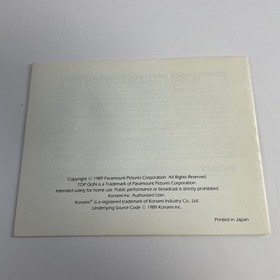 Copyright © 1989 Paramount Pictures Corporation. All Rights Reserved.
TOP GUN is a Trademark of Paramount Pictures Corporation.
Intended solely for home use. Public performance or broadcast is strictly prohibited.
Konami Inc. Authorized User.
Konami® is a registered trademark of Konami Industry Co., Ltd.
Underlying Source Code © 1989 Konami Inc.
Printed in Japan